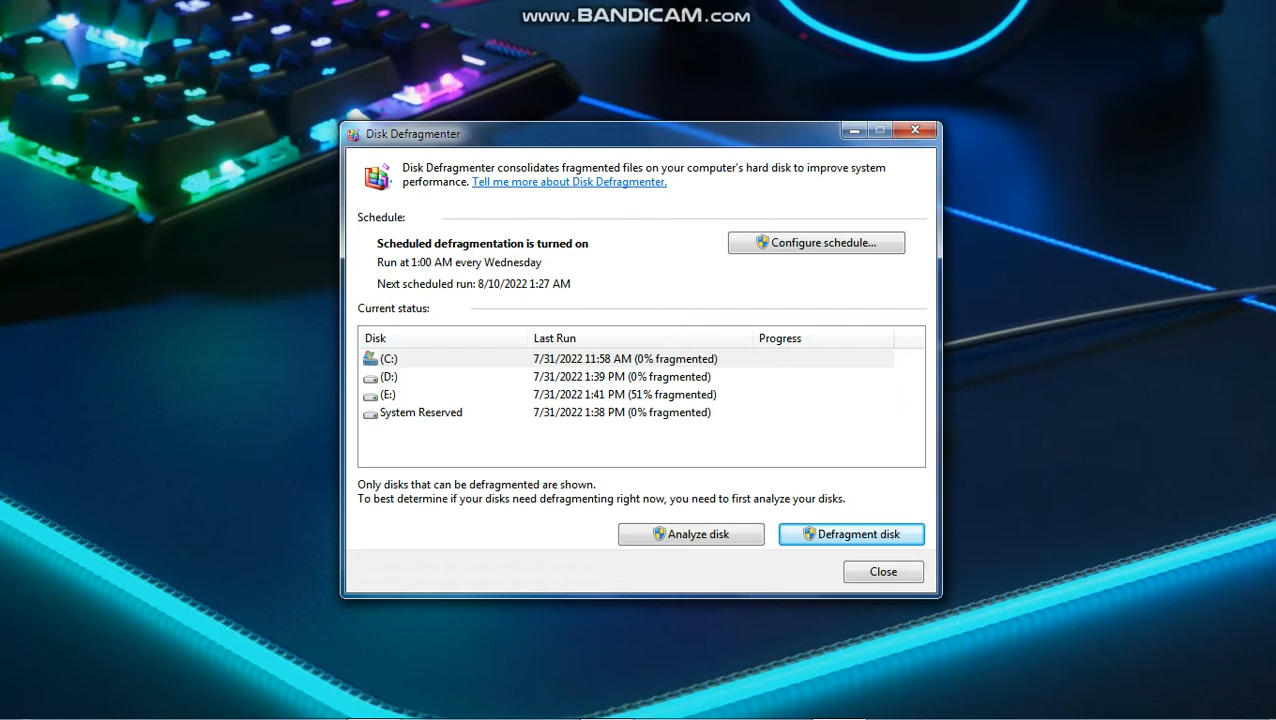 www.BANDICAM.com
Disk Defragmenter
Disk Defragmenter consolidates fragmented files on your computer's hard disk to improve system
performance. Tell me more about Disk Defragmenter.
Schedule:
Scheduled defragmentation is turned on
Configure schedule...
Run at 1:00 AM every Wednesday
Next scheduled run: 8/10/2022 1:27 AM
Current status:
Disk Last Run Progress
(C:) 7/31/2022 11:58 AM (0% fragmented)
(D:) 7/31/2022 1:39 PM (0% fragmented)
(E:) 7/31/2022 1:41 PM (51% fragmented)
System Reserved 7/31/2022 1:38 PM (0% fragmented)
Only disks that can be defragmented are shown.
To best determine if your disks need defragmenting right now, you need to first analyze your disks.
Analyze disk Defragment disk
Close